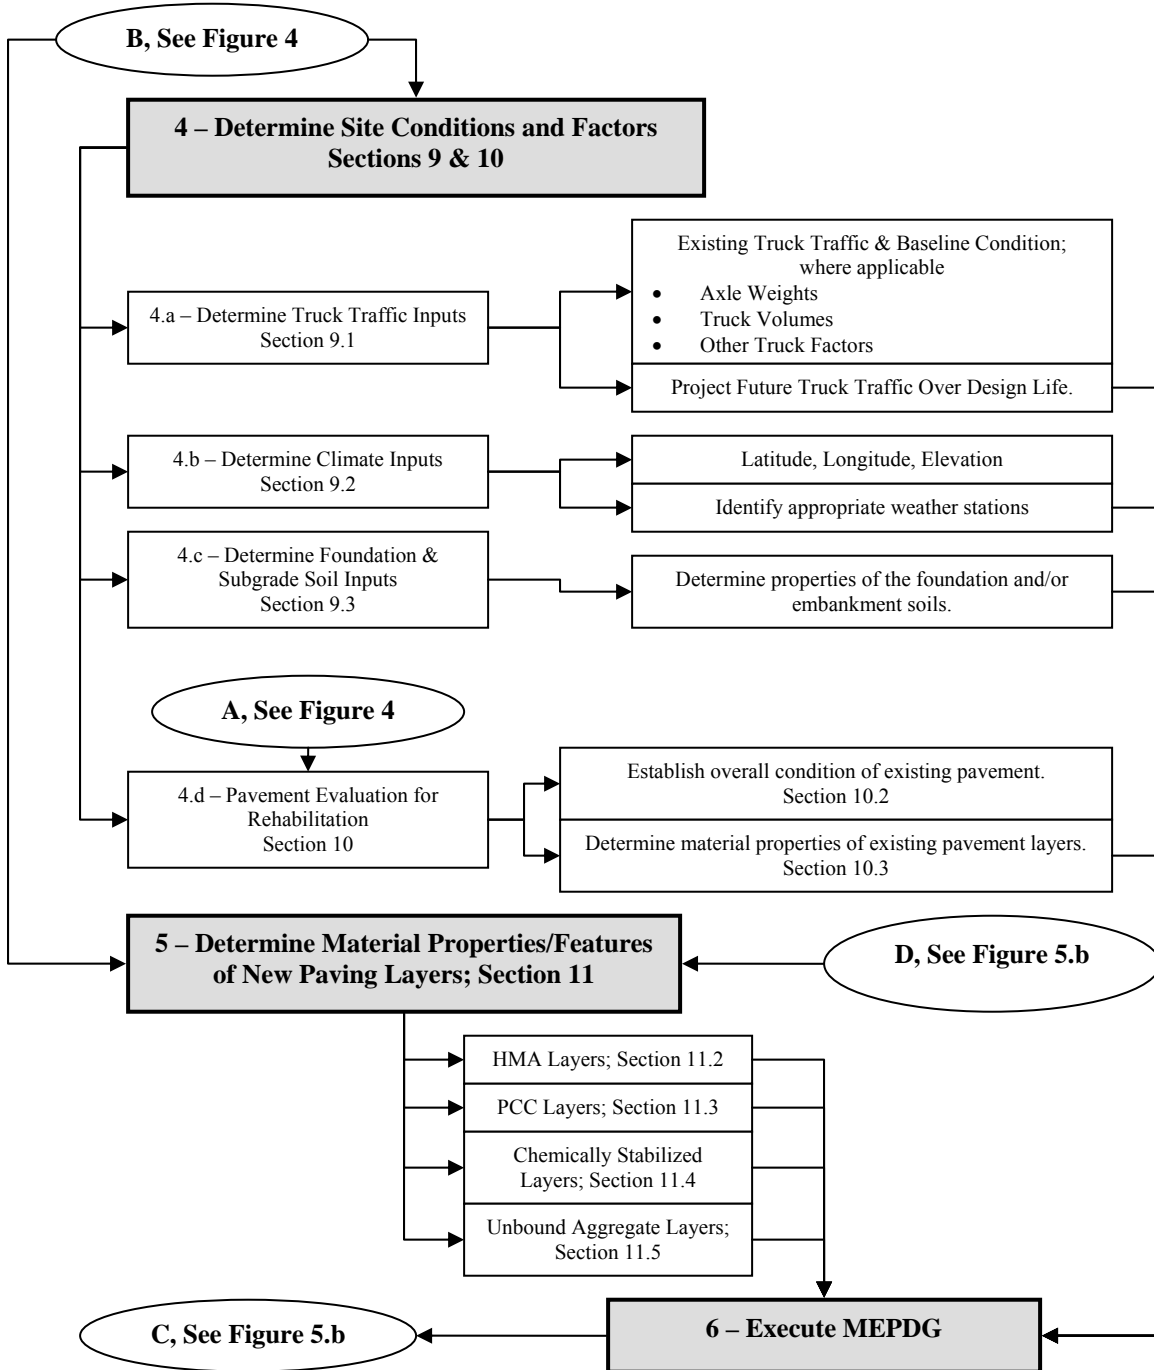 B, See Figure 4
4 – Determine Site Conditions and Factors
Sections 9 & 10
Existing Truck Traffic & Baseline Condition;
where applicable
• Axle Weights
• Truck Volumes
• Other Truck Factors
4.a – Determine Truck Traffic Inputs
Section 9.1
Project Future Truck Traffic Over Design Life.
4.b – Determine Climate Inputs
Section 9.2
Latitude, Longitude, Elevation
Identify appropriate weather stations
4.c – Determine Foundation &
Subgrade Soil Inputs
Section 9.3
Determine properties of the foundation and/or
embankment soils.
A, See Figure 4
4.d – Pavement Evaluation for
Rehabilitation
Section 10
Establish overall condition of existing pavement.
Section 10.2
Determine material properties of existing pavement layers.
Section 10.3
5 – Determine Material Properties/Features
of New Paving Layers; Section 11
D, See Figure 5.b
HMA Layers; Section 11.2
PCC Layers; Section 11.3
Chemically Stabilized
Layers; Section 11.4
Unbound Aggregate Layers;
Section 11.5
C, See Figure 5.b
6 – Execute MEPDG